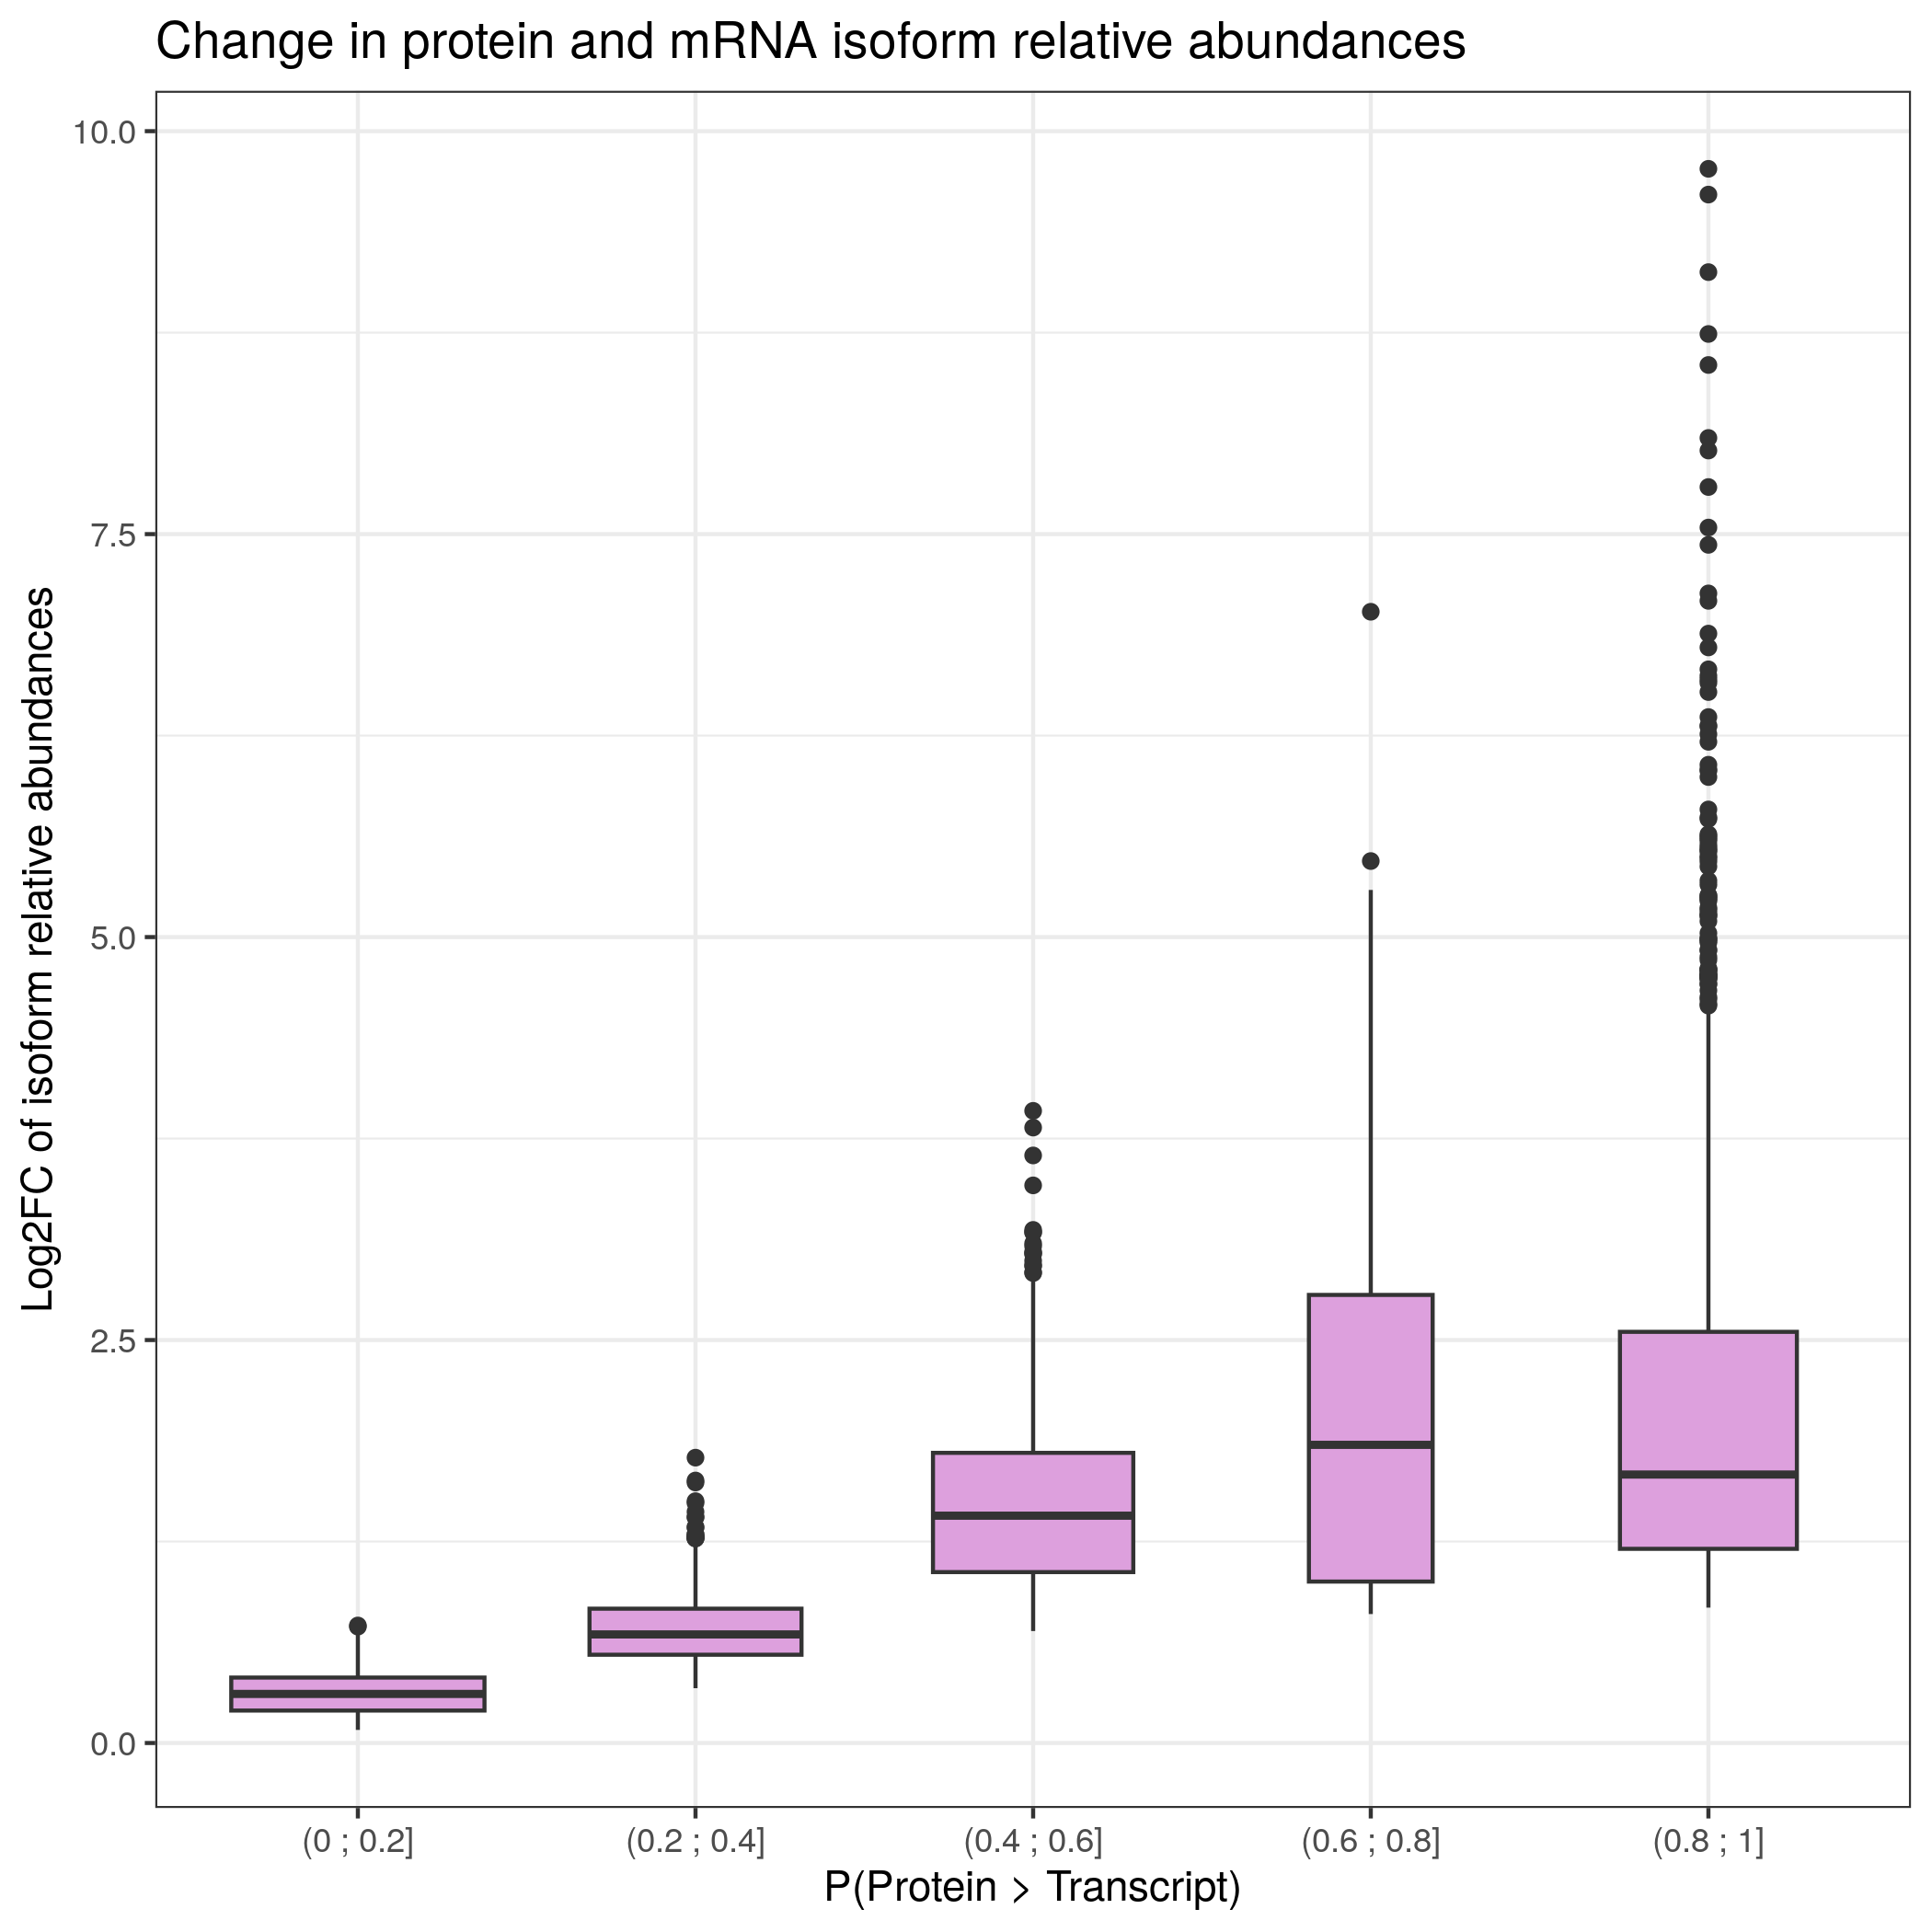 Change in protein and mRNA isoform relative abundances
Log2FC of isoform relative abundances
10.0
7.5
5.0
2.5
0.0
(0 ; 0.2]
(0.2 ; 0.4]
(0.4 ; 0.6]
(0.6 ; 0.8]
(0.8 ; 1]
P(Protein > Transcript)